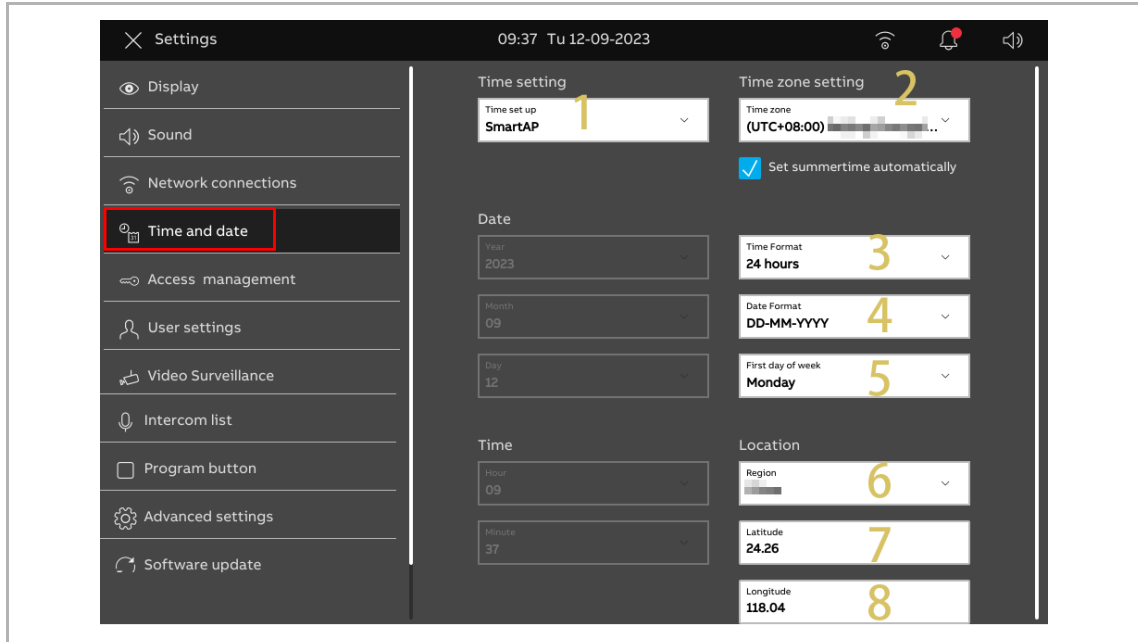 Settings
09:37 Tu 12-09-2023
Display
Sound
Network connections
Time and date
Access management
User settings
Video Surveillance
Intercom list
Program button
Advanced settings
Software update
Time setting
Time set up
SmartAP
1
Time zone setting
2
Time zone
(UTC+08:00) ...
Set summertime automatically
Date
Year
2023
Month
09
Day
12
Time Format
24 hours
3
Date Format
DD-MM-YYYY
4
First day of week
Monday
5
Time
Hour
09
Minute
37
Location
Region
6
Latitude
24.26
7
Longitude
118.04
8